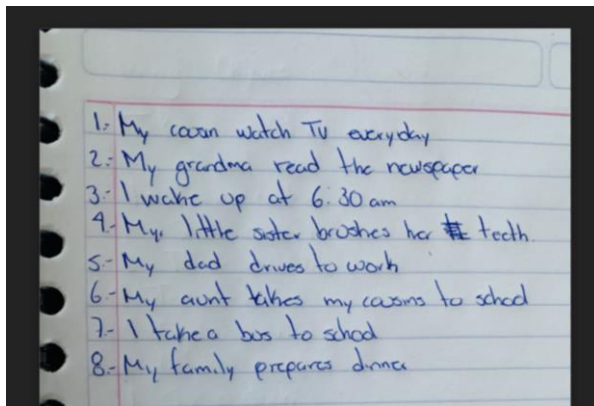 1.- My cousin watch TV everyday
2.- My grandma read the newspaper
3.- I wake up at 6:30 am
4.- My, little sister brushes her teeth.
5.- My dad drives to work
6.- My aunt takes my cousins to school
7.- I take a bus to school
8.- My family prepares dinner